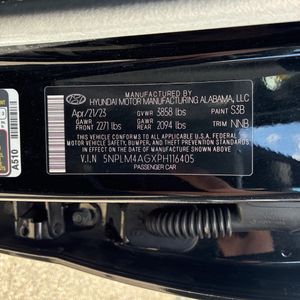 MANUFACTURED BY
HYUNDAI MOTOR MANUFACTURING ALABAMA, LLC
Apr/21/23 GVWR 3858 lbs PAINT S3B
GAWR FRONT 2271 lbs GAWR REAR 2094 lbs TRIM NNB
THIS VEHICLE CONFORMS TO ALL APPLICABLE U.S.A. FEDERAL
MOTOR VEHICLE SAFETY, BUMPER, AND THEFT PREVENTION
STANDARDS IN EFFECT ON THE DATE OF MANUFACTURE SHOWN ABOVE.
V.I.N 5NPLM4AGXPH116405
PASSENGER CAR
A510